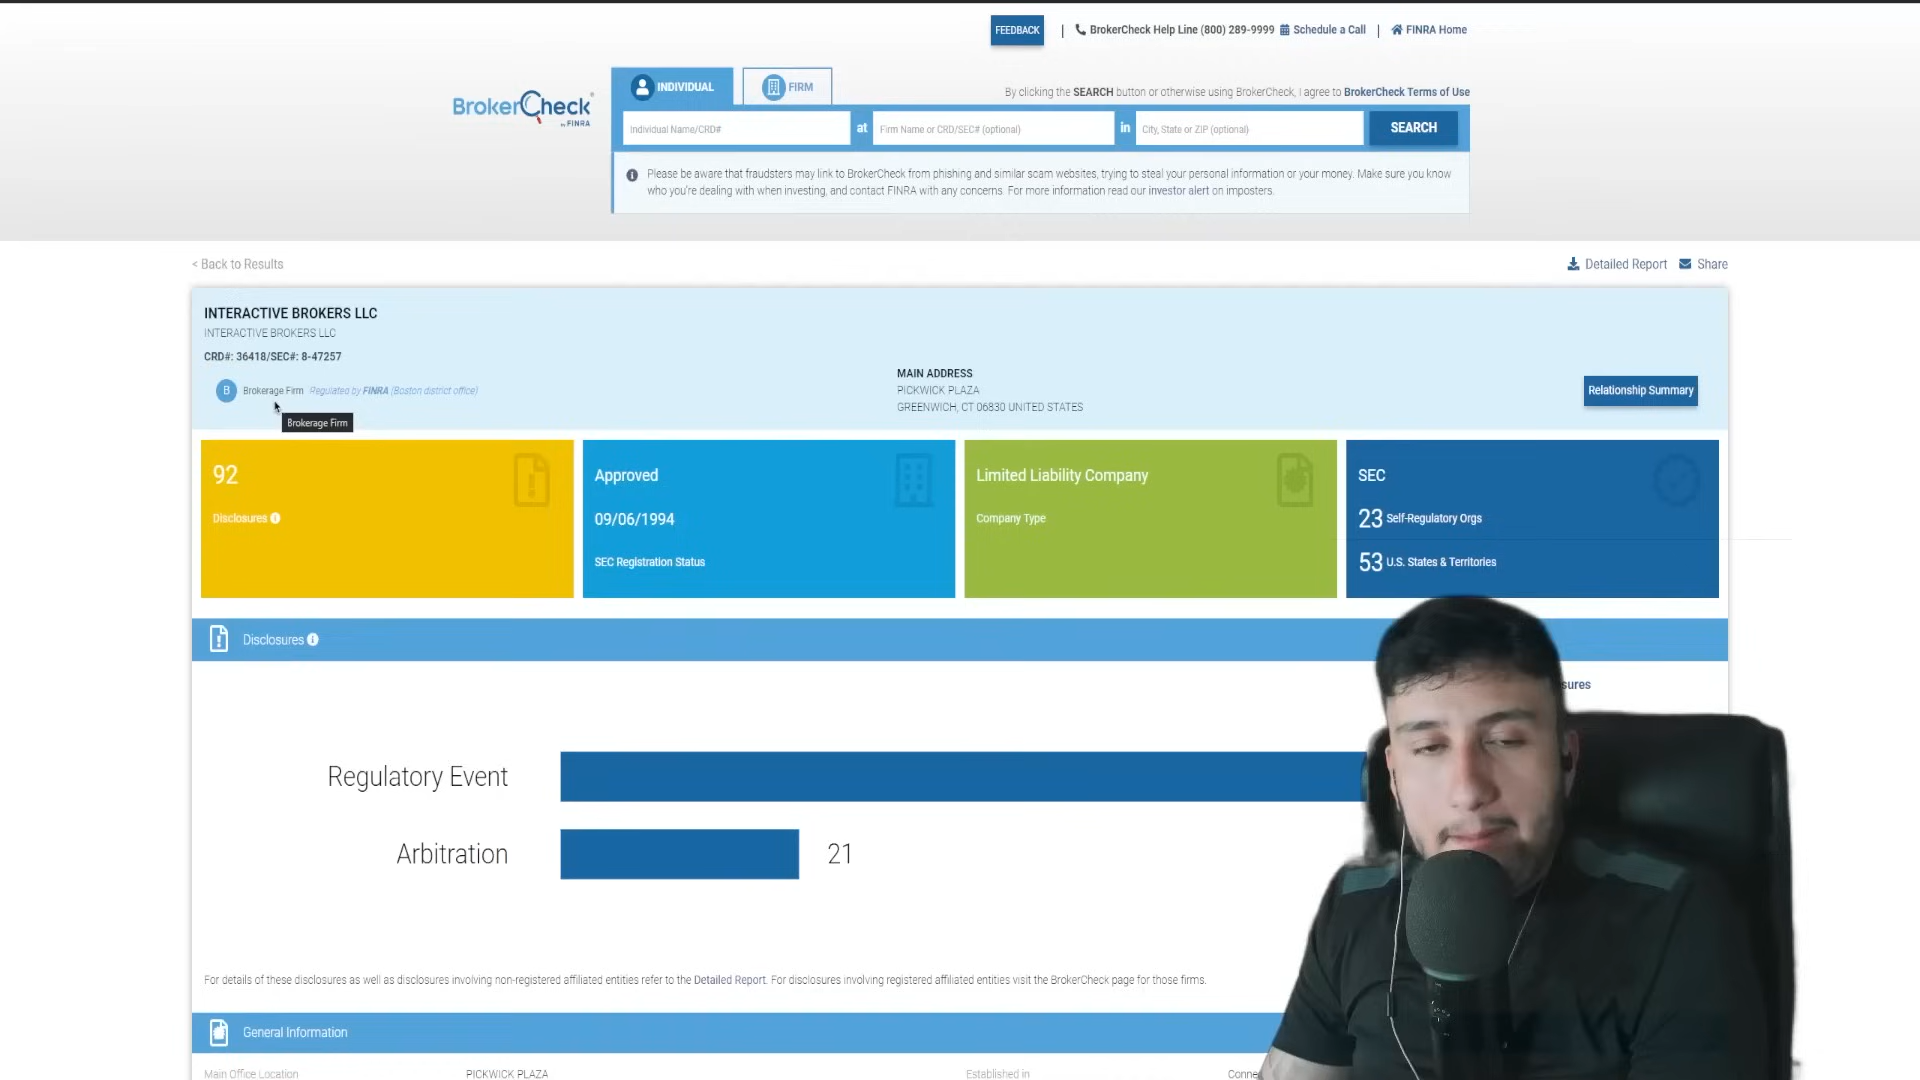 FEEDBACK
BrokerCheck Help Line (800) 289-9999
Schedule a Call
FINRA Home
BrokerCheck
by FINRA
INDIVIDUAL
FIRM
By clicking the SEARCH button or otherwise using BrokerCheck, I agree to BrokerCheck Terms of Use
Individual Name/CRD#
at
Firm Name or CRD/SEC# (optional)
in
City, State or ZIP (optional)
SEARCH
Please be aware that fraudsters may link to BrokerCheck from phishing and similar scam websites, trying to steal your personal information or your money. Make sure you know
who you're dealing with when investing, and contact FINRA with any concerns. For more information read our investor alert on imposters.
< Back to Results
Detailed Report
Share
INTERACTIVE BROKERS LLC
INTERACTIVE BROKERS LLC
CRD#: 36418/SEC#: 8-47257
B
Brokerage Firm
Regulated by FINRA (Boston district office)
Brokerage Firm
MAIN ADDRESS
PICKWICK PLAZA
GREENWICH, CT 06830 UNITED STATES
Relationship Summary
92
Disclosures
Approved
09/06/1994
SEC Registration Status
Limited Liability Company
Company Type
SEC
23 Self-Regulatory Orgs
53 U.S. States & Territories
Disclosures
Regulatory Event
Arbitration
21
For details of these disclosures as well as disclosures involving non-registered affiliated entities refer to the Detailed Report. For disclosures involving registered affiliated entities visit the BrokerCheck page for those firms.
General Information
Main Office Location
PICKWICK PLAZA
Established in